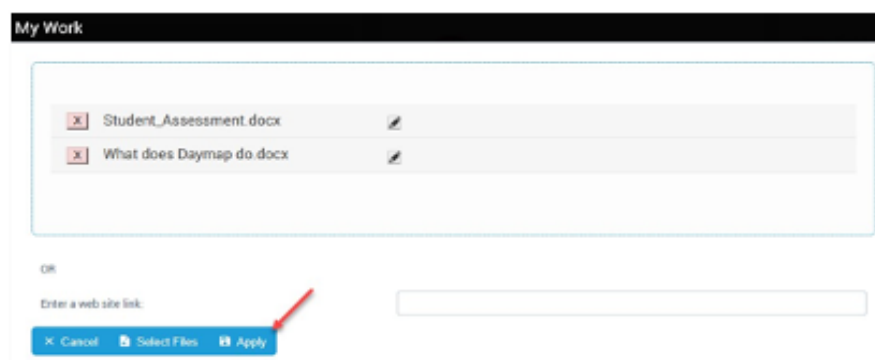 My Work
X Student_Assessment.docx
X What does Daymap do.docx
OR
Enter a web site link:
× Cancel Select Files Apply